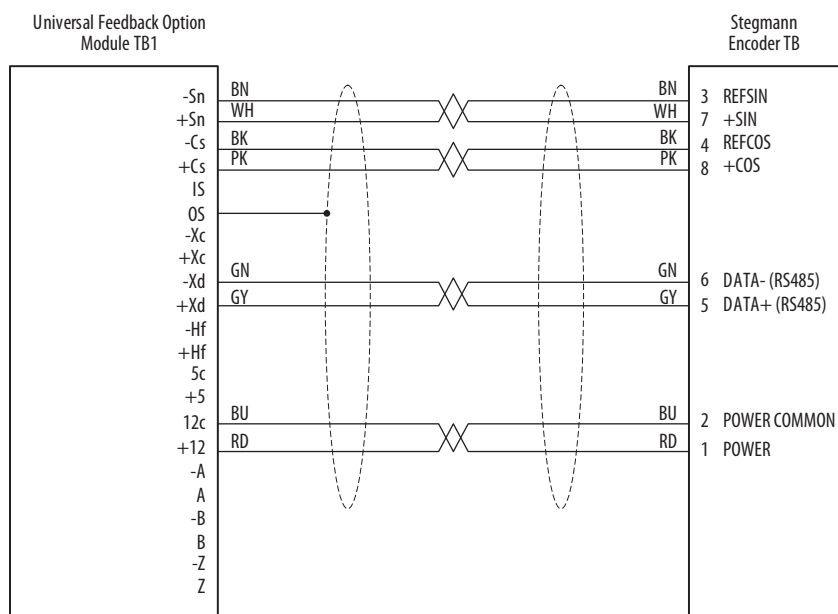 Universal Feedback Option
Module TB1
Stegmann
Encoder TB
-Sn BN BN 3 REFSIN
+Sn WH WH 7 +SIN
-Cs BK BK 4 REFCOS
+Cs PK PK 8 +COS
IS
OS
-Xc
+Xc
-Xd GN GN 6 DATA- (RS485)
+Xd GY GY 5 DATA+ (RS485)
-Hf
+Hf
5c
+5
12c BU BU 2 POWER COMMON
+12 RD RD 1 POWER
-A
A
-B
B
-Z
Z